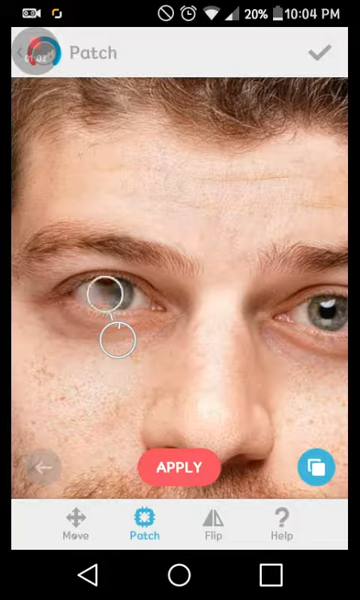 20% 10:04 PM
Patch
APPLY
Move
Patch
Flip
Help